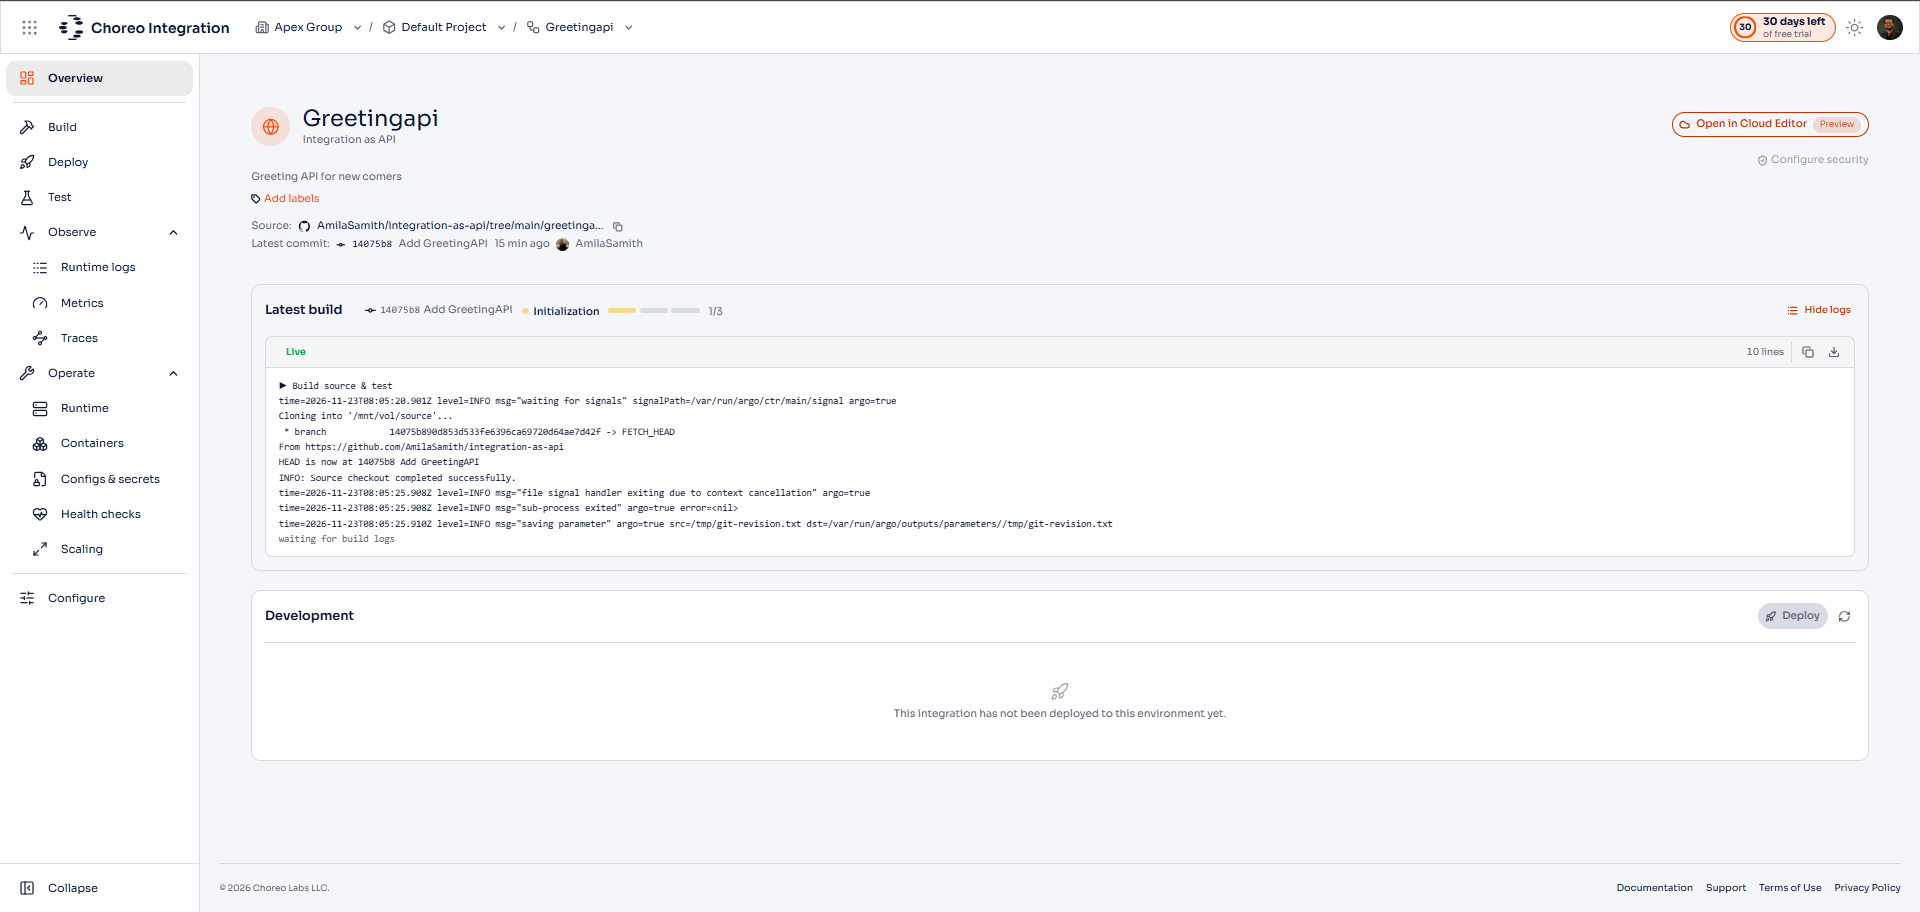 Choreo Integration
Apex Group / Default Project / Greetingapi
30 30 days left
of free trial
Overview
Build
Deploy
Test
Observe
Runtime logs
Metrics
Traces
Operate
Runtime
Containers
Configs & secrets
Health checks
Scaling
Configure
Collapse
Greetingapi
Integration as API
Open in Cloud Editor Preview
Configure security
Greeting API for new comers
Add labels
Source: AmilaSamith/integration-as-api/tree/main/greetinga...
Latest commit: 14075b8 Add GreetingAPI 15 min ago AmilaSamith
Latest build 14075b8 Add GreetingAPI Initialization 1/3 Hide logs
Live 10 lines
▶ Build source & test
time=2026-11-23T08:05:20.901Z level=INFO msg="waiting for signals" signalPath=/var/run/argo/ctr/main/signal argo=true
Cloning into '/mnt/vol/source'...
* branch 14075b890d853d533fe6396ca69720d64ae7d42f -> FETCH_HEAD
From https://github.com/AmilaSamith/integration-as-api
HEAD is now at 14075b8 Add GreetingAPI
INFO: Source checkout completed successfully.
time=2026-11-23T08:05:25.908Z level=INFO msg="file signal handler exiting due to context cancellation" argo=true
time=2026-11-23T08:05:25.908Z level=INFO msg="sub-process exited" argo=true error=<nil>
time=2026-11-23T08:05:25.910Z level=INFO msg="saving parameter" argo=true src=/tmp/git-revision.txt dst=/var/run/argo/outputs/parameters//tmp/git-revision.txt
waiting for build logs
Development Deploy
This integration has not been deployed to this environment yet.
© 2026 Choreo Labs LLC. Documentation Support Terms of Use Privacy Policy